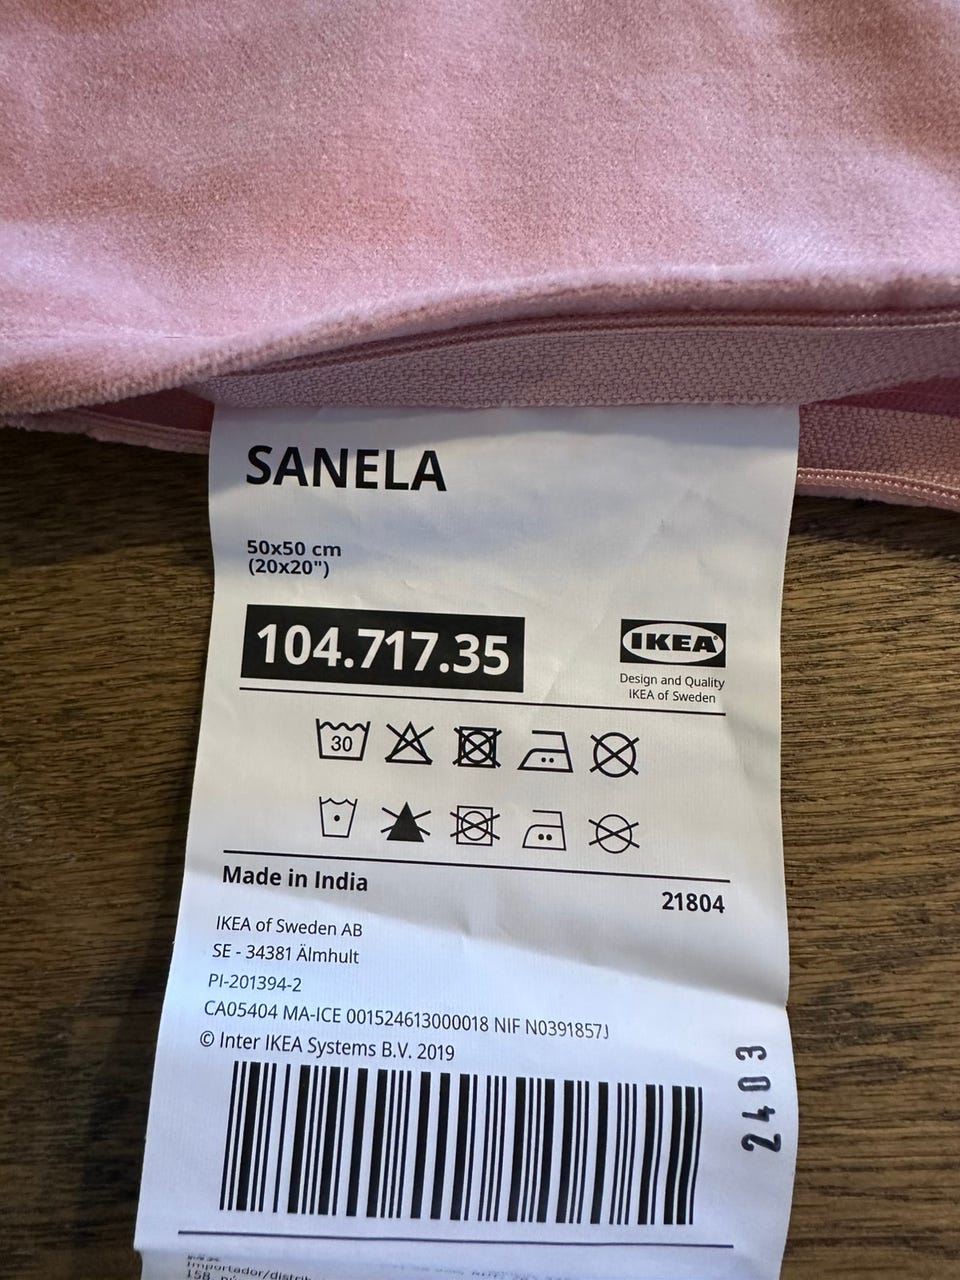 SANELA
50x50 cm
(20x20")
104.717.35
IKEA
Design and Quality
IKEA of Sweden
30
Made in India
21804
IKEA of Sweden AB
SE - 34381 Älmhult
PI-201394-2
CA05404 MA-ICE 001524613000018 NIF N0391857J
© Inter IKEA Systems B.V. 2019
2403
158